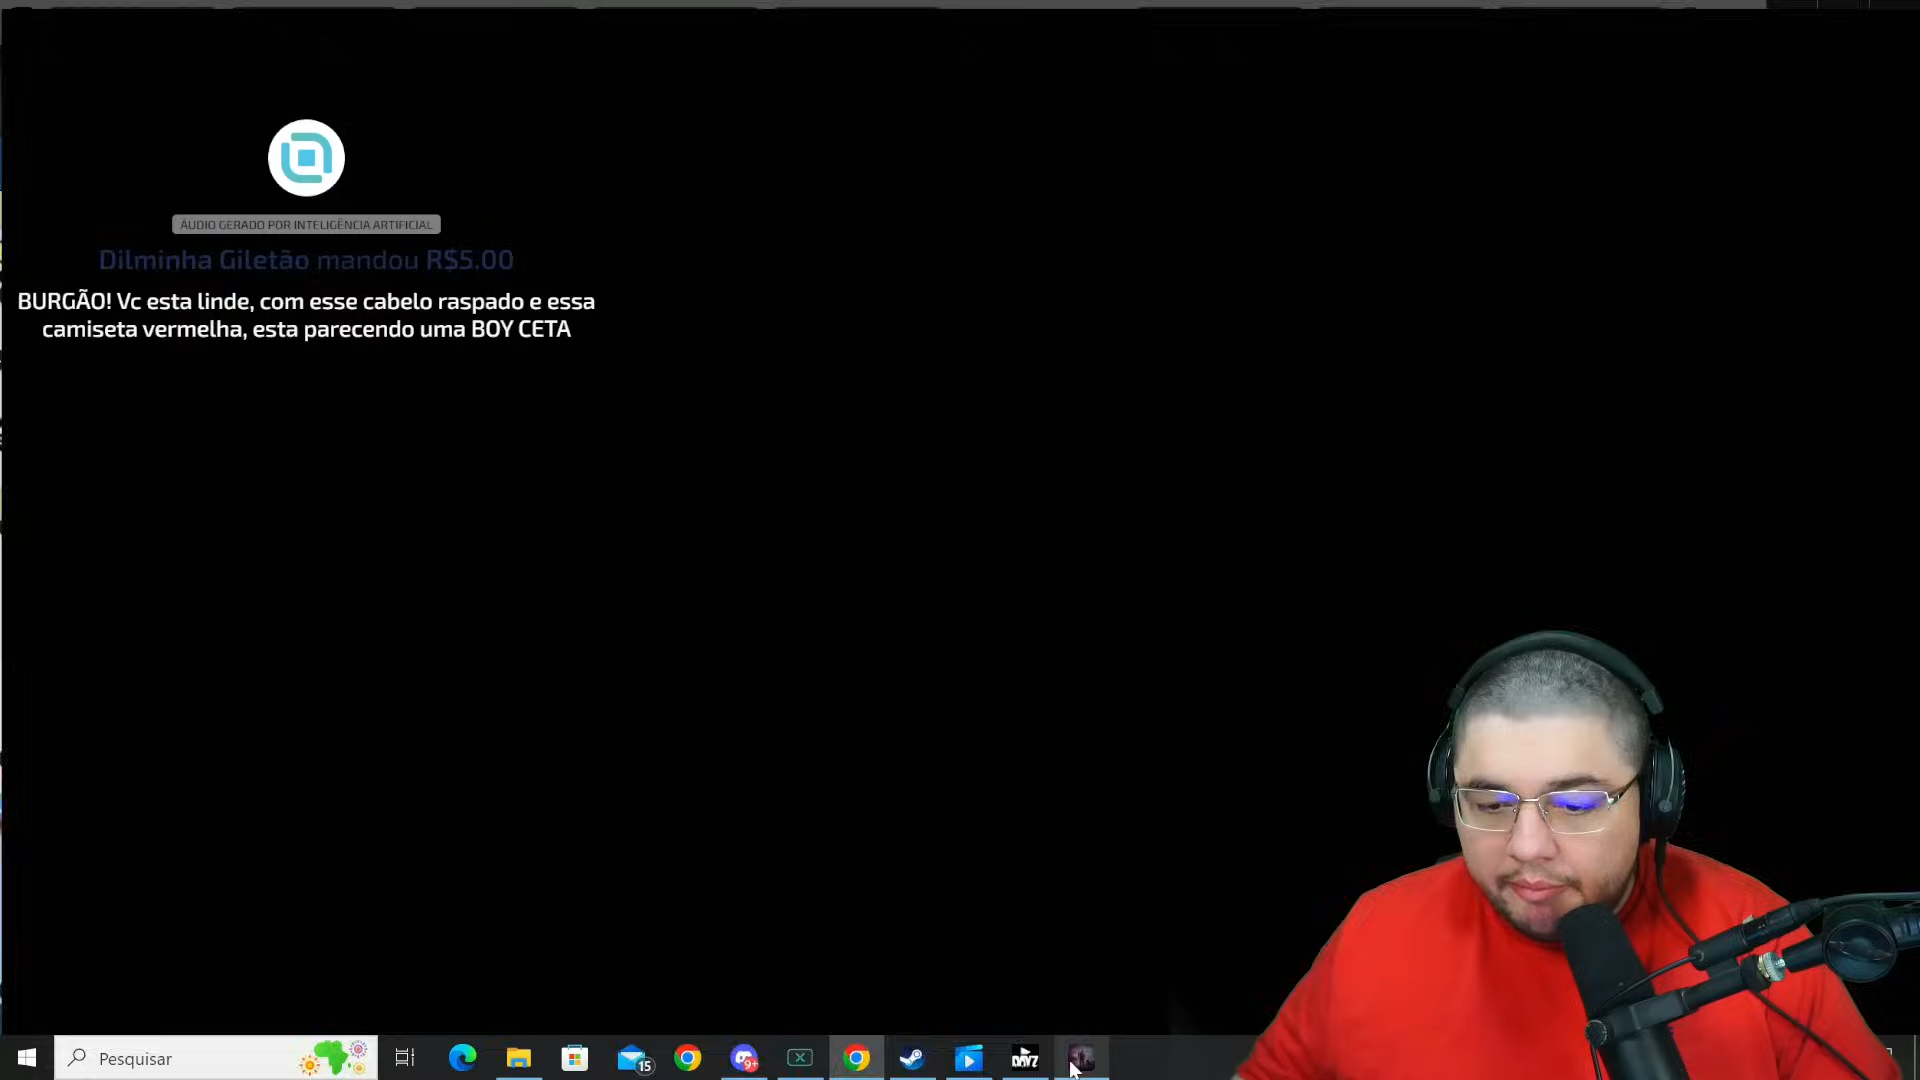 ÁUDIO GERADO POR INTELIGÊNCIA ARTIFICIAL
Dilminha Giletão mandou R$5.00
BURGÃO! Vc esta linde, com esse cabelo raspado e essa
camiseta vermelha, esta parecendo uma BOY CETA
Pesquisar
15
9+
DAYZ